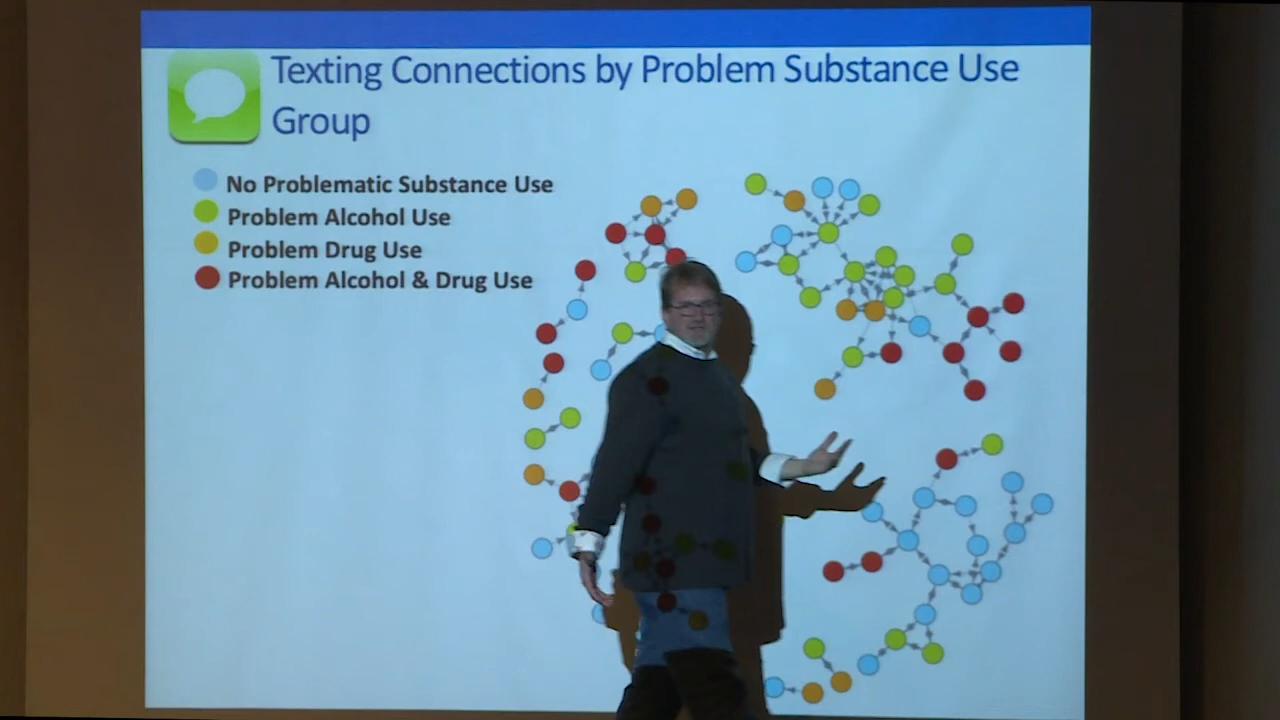 Texting Connections by Problem Substance Use
Group
No Problematic Substance Use
Problem Alcohol Use
Problem Drug Use
Problem Alcohol & Drug Use